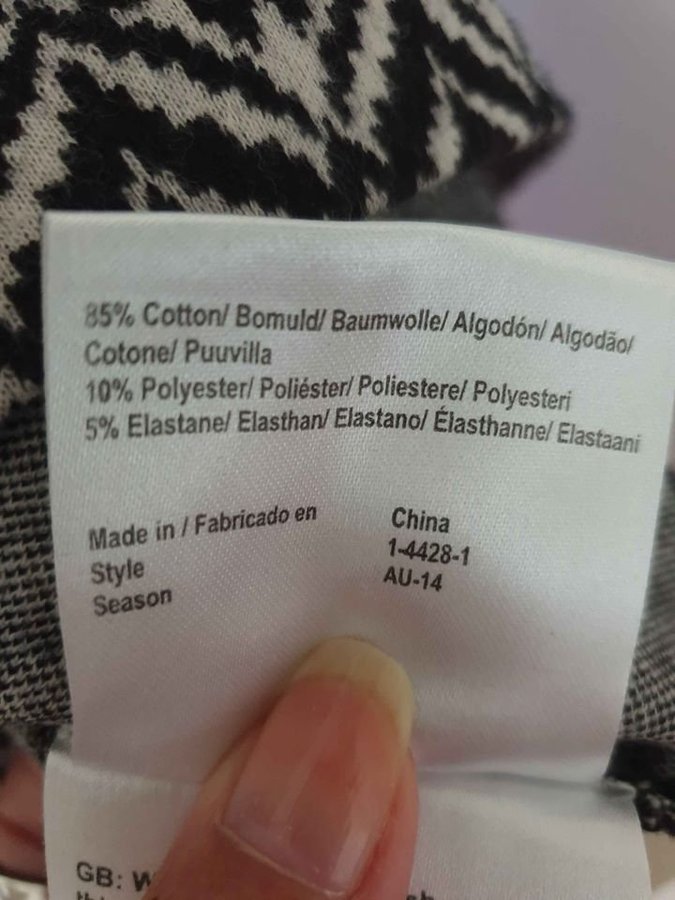 85% Cotton/ Bomuld/ Baumwolle/ Algodón/ Algodão/
Cotone/ Puuvilla
10% Polyester/ Poliéster/ Poliestere/ Polyesteri
5% Elastane/ Elasthan/ Elastano/ Élasthanne/ Elastaani
Made in / Fabricado en China
Style 1-4428-1
Season AU-14
GB: